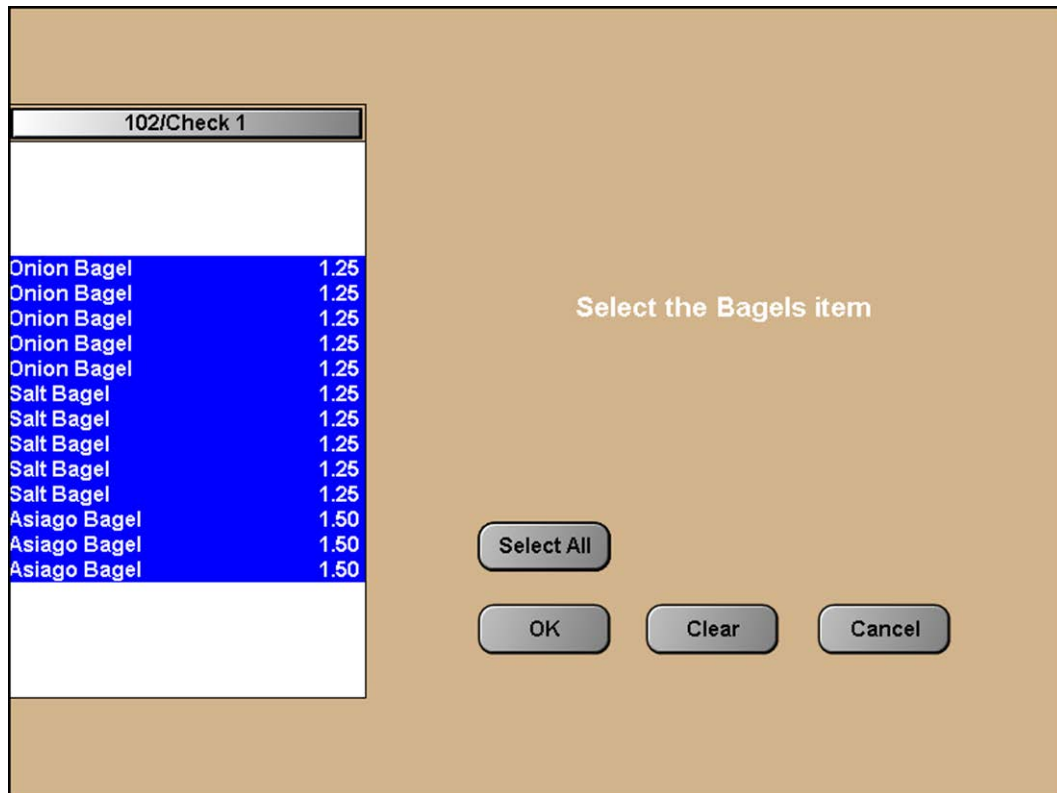 102/Check 1
Onion Bagel 1.25
Onion Bagel 1.25
Onion Bagel 1.25
Onion Bagel 1.25
Onion Bagel 1.25
Salt Bagel 1.25
Salt Bagel 1.25
Salt Bagel 1.25
Salt Bagel 1.25
Salt Bagel 1.25
Asiago Bagel 1.50
Asiago Bagel 1.50
Asiago Bagel 1.50
Select the Bagels item
Select All
OK Clear Cancel